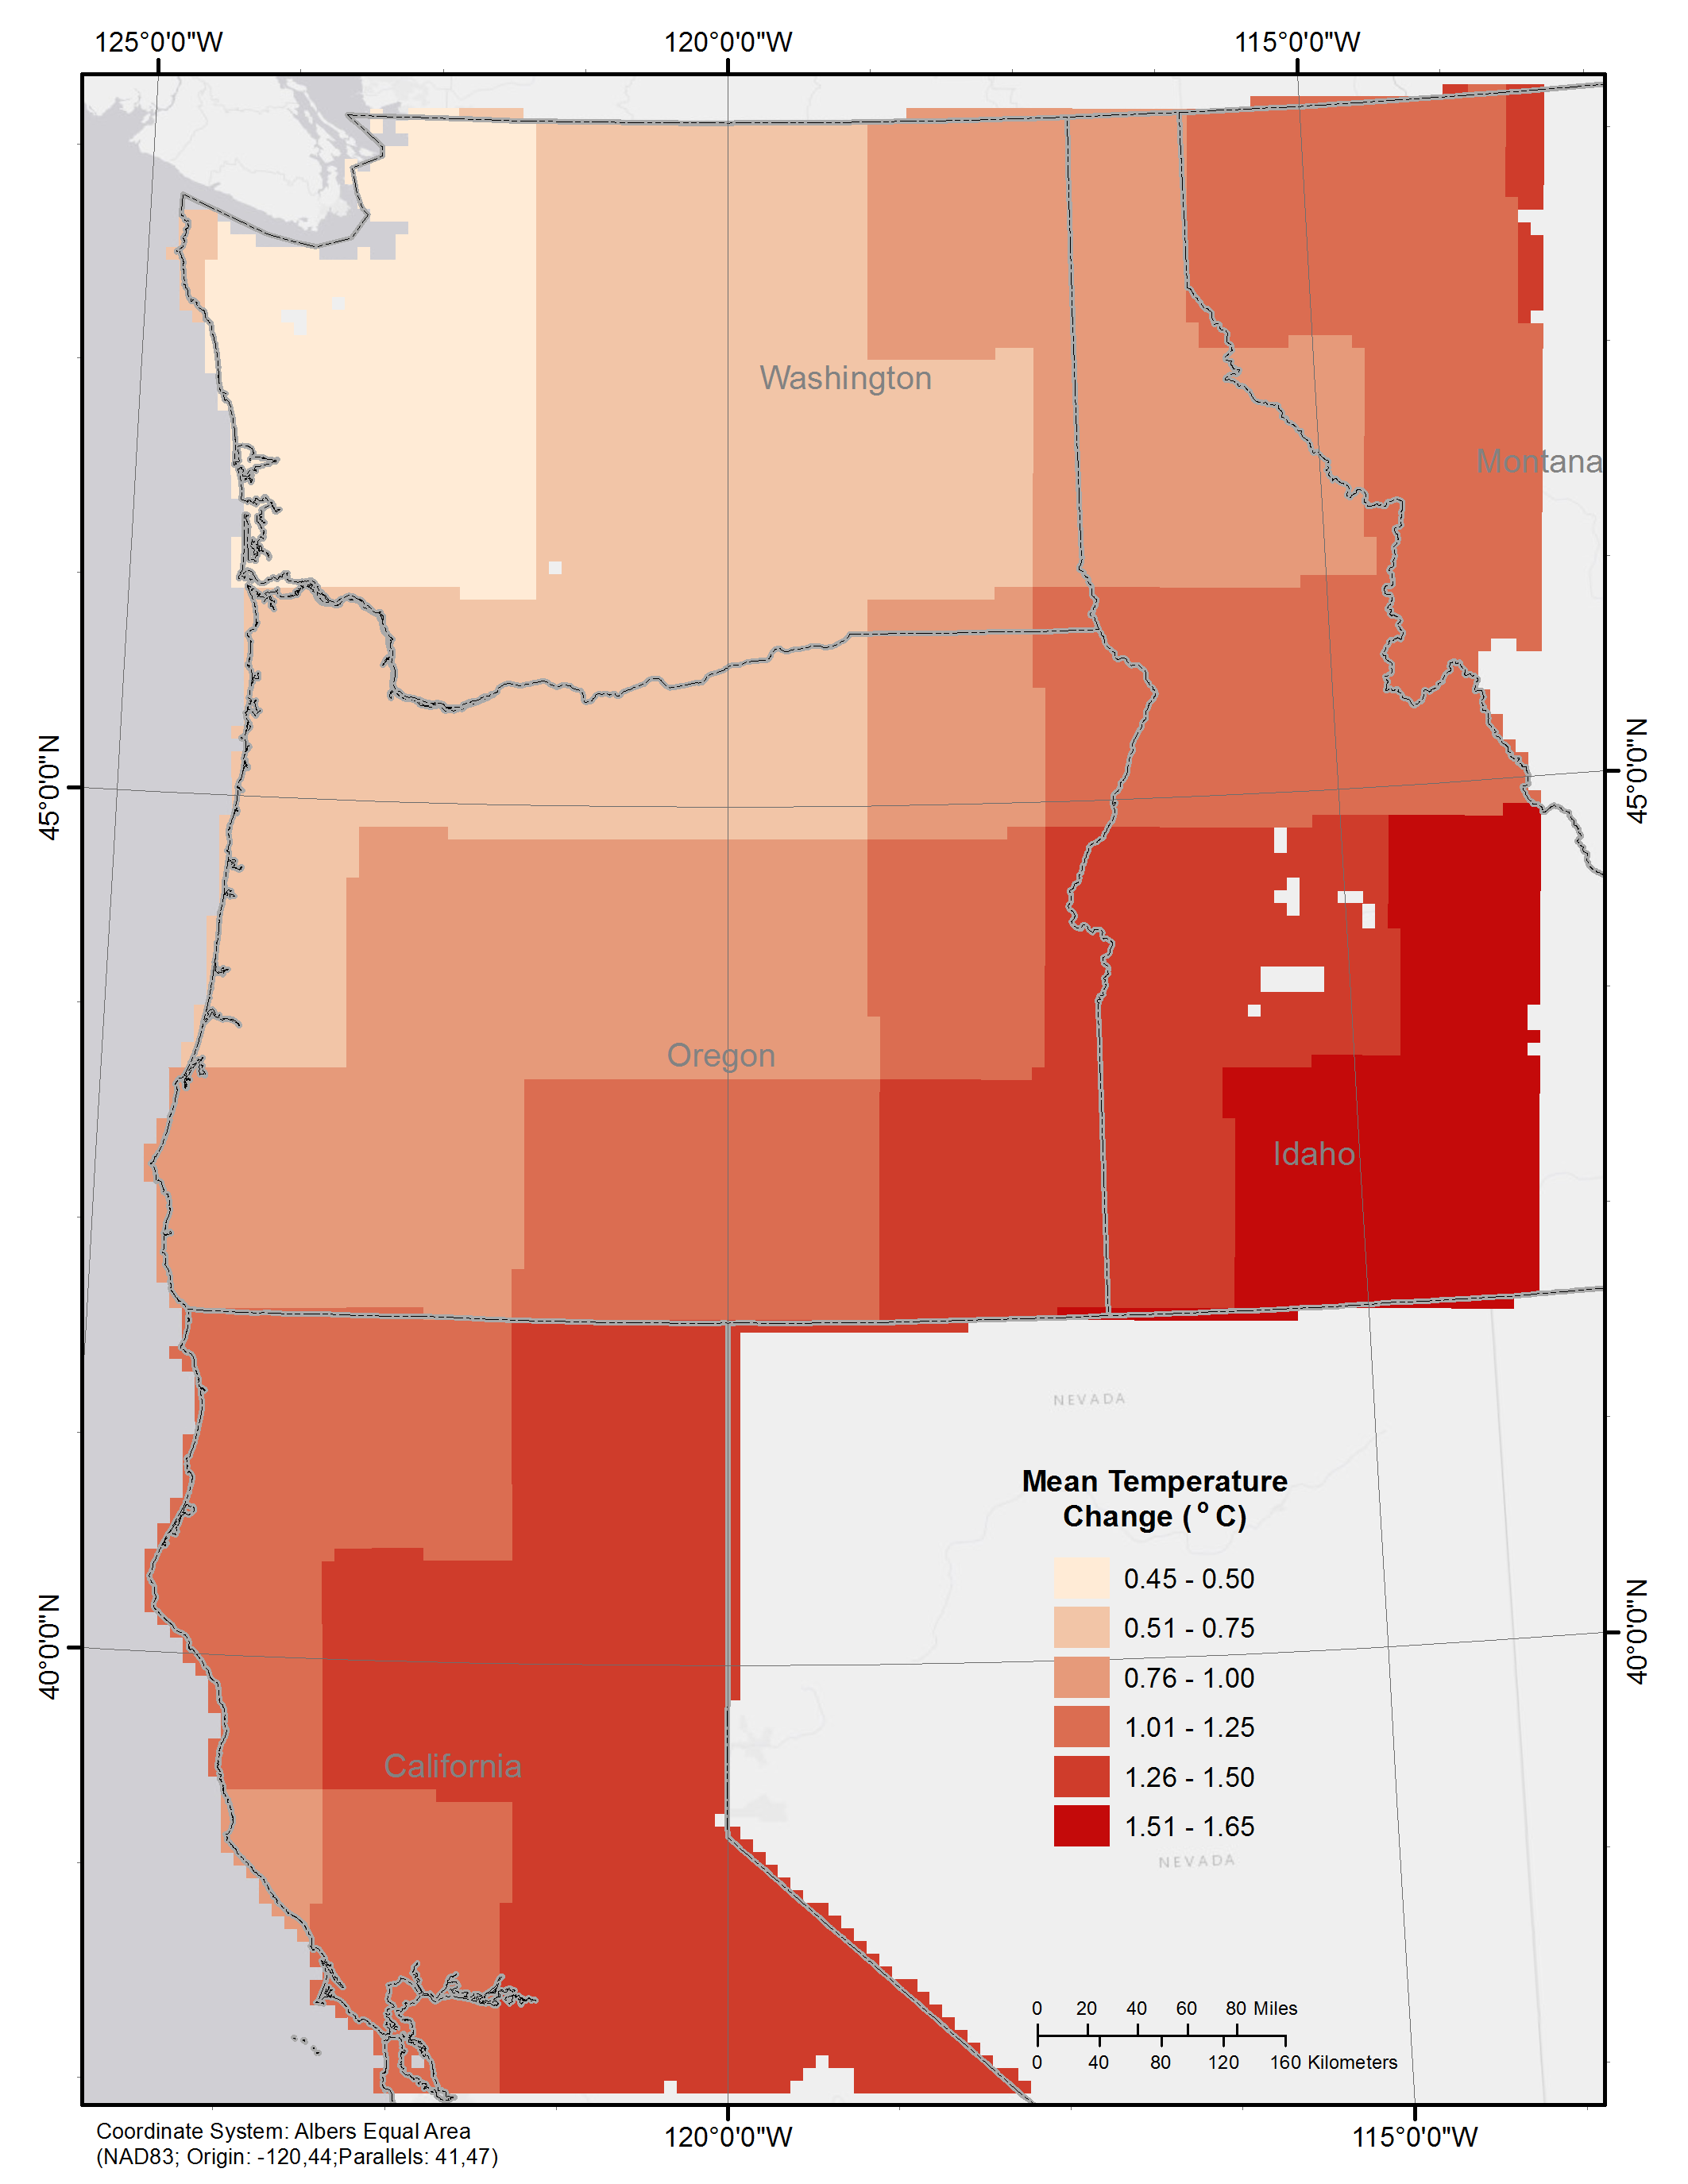 125°0'0"W 120°0'0"W 115°0'0"W
Washington
Montana
45°0'0"N 45°0'0"N
Oregon
Idaho
NEVADA
Mean Temperature
Change (°C)
0.45 - 0.50
0.51 - 0.75
40°0'0"N 40°0'0"N
0.76 - 1.00
1.01 - 1.25
California
1.26 - 1.50
1.51 - 1.65
NEVADA
0 20 40 60 80 Miles
0 40 80 120 160 Kilometers
Coordinate System: Albers Equal Area
(NAD83; Origin: -120,44;Parallels: 41,47)
120°0'0"W 115°0'0"W